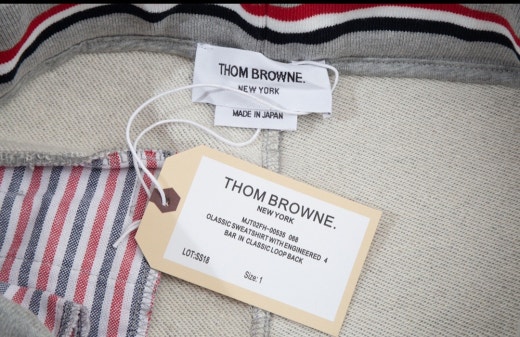 THOM BROWNE.
NEW YORK
MADE IN JAPAN
THOM BROWNE.
NEW YORK
MJT02FH-00535 068
CLASSIC SWEATSHIRT WITH ENGINEERED 4
BAR IN CLASSIC LOOP BACK
LOT:SS18
Size: 1